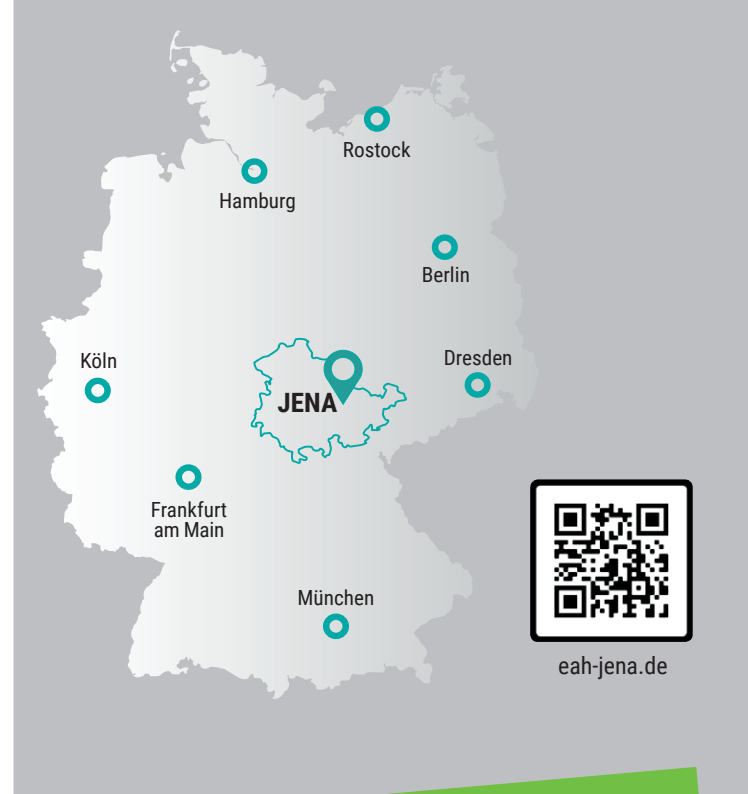 Rostock
Hamburg
Berlin
Köln
Dresden
JENA
Frankfurt
am Main
München
eah-jena.de